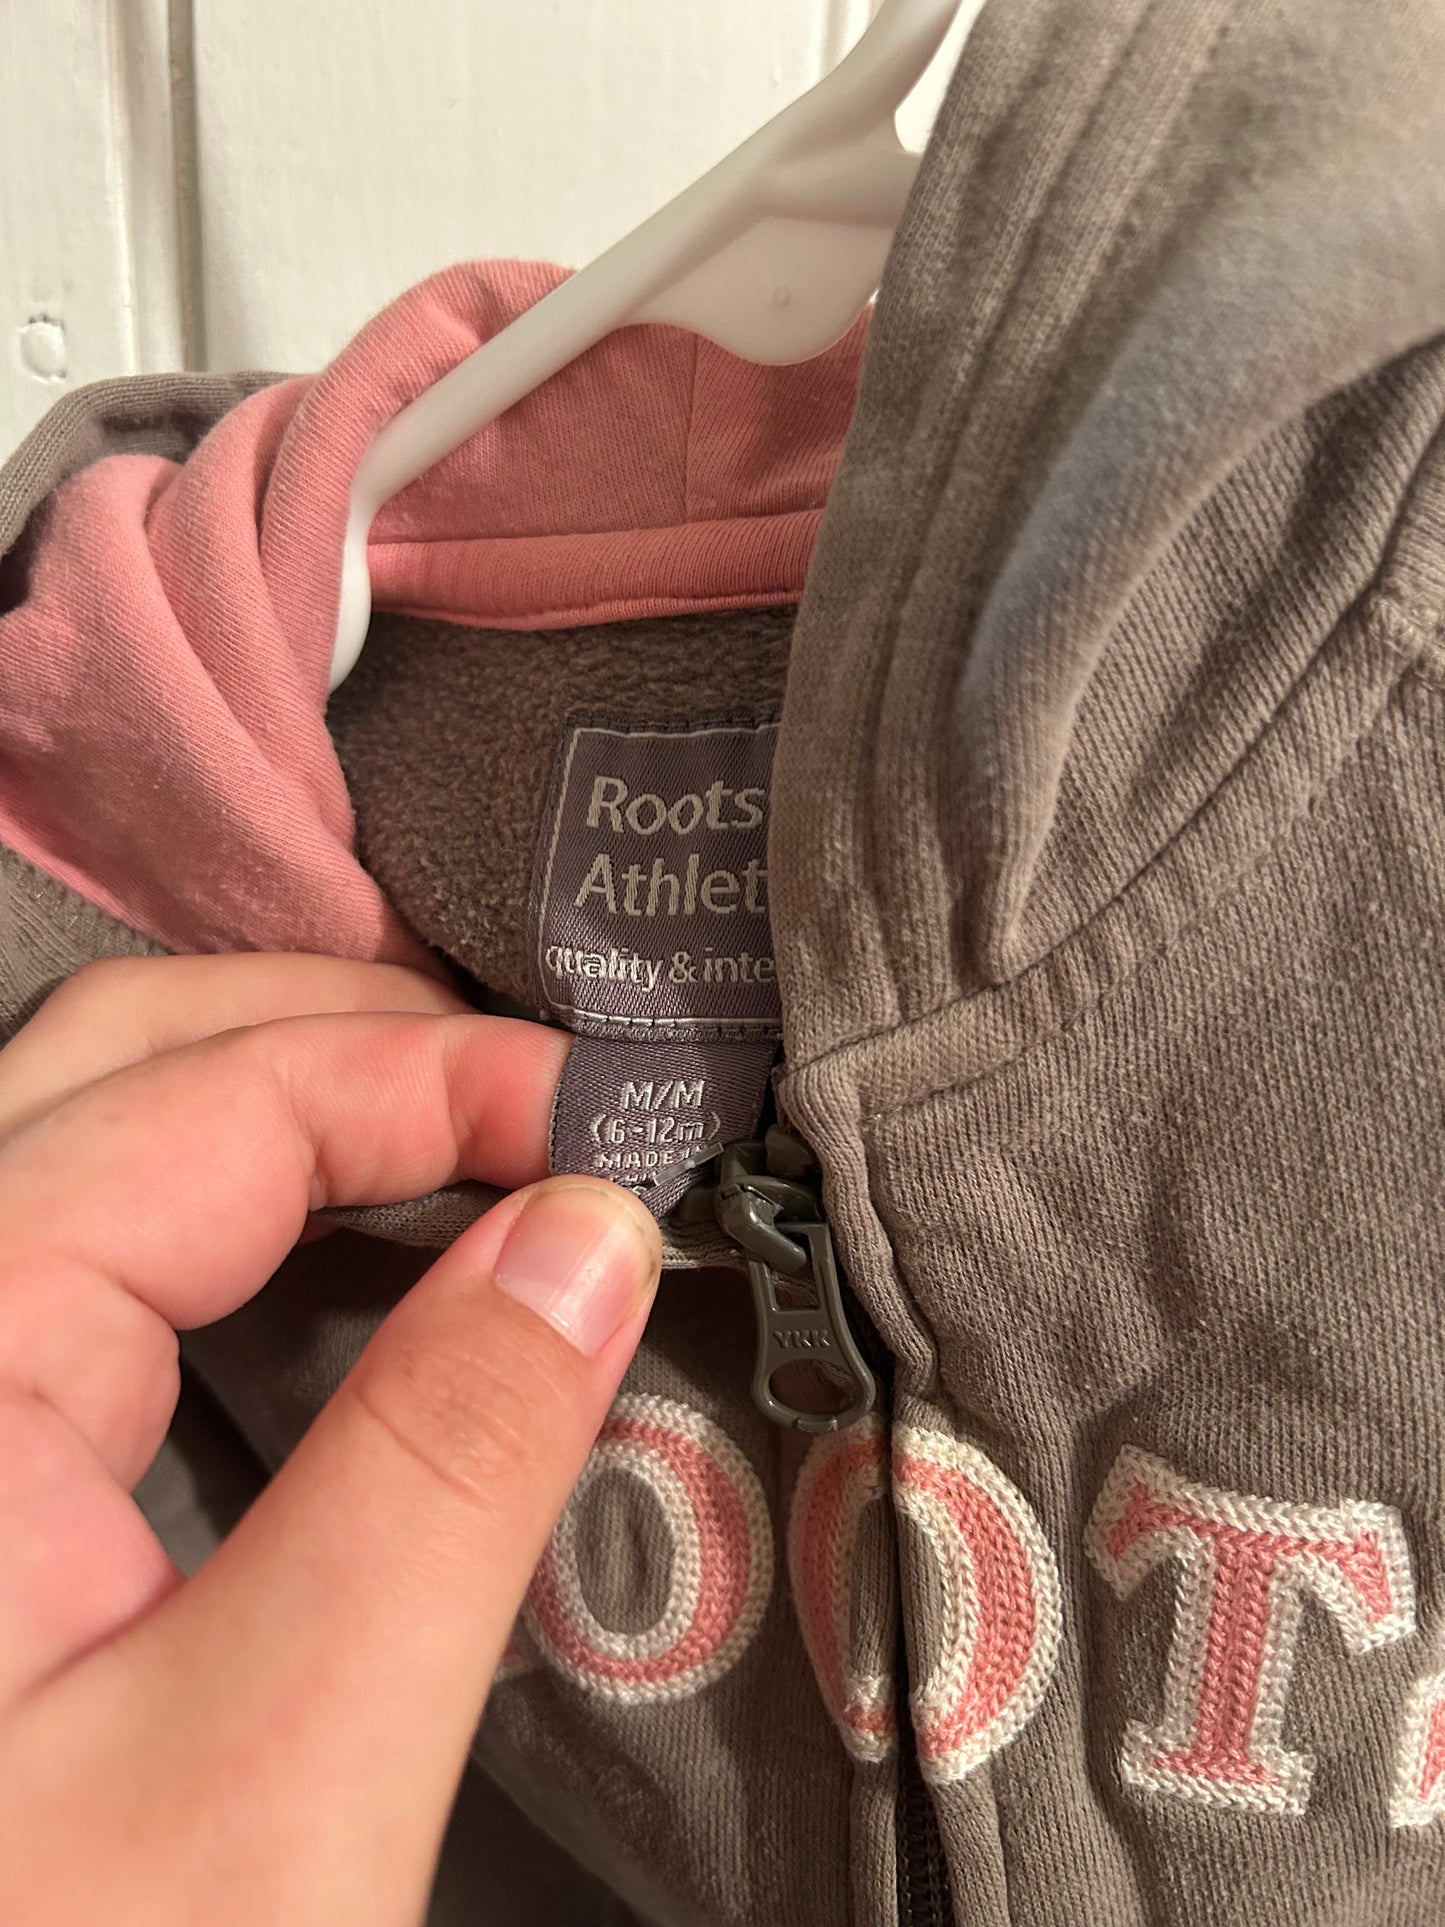 Roots
Athlet
quality & inte
M/M
(6-12m)
MADE I
YKK
OOT